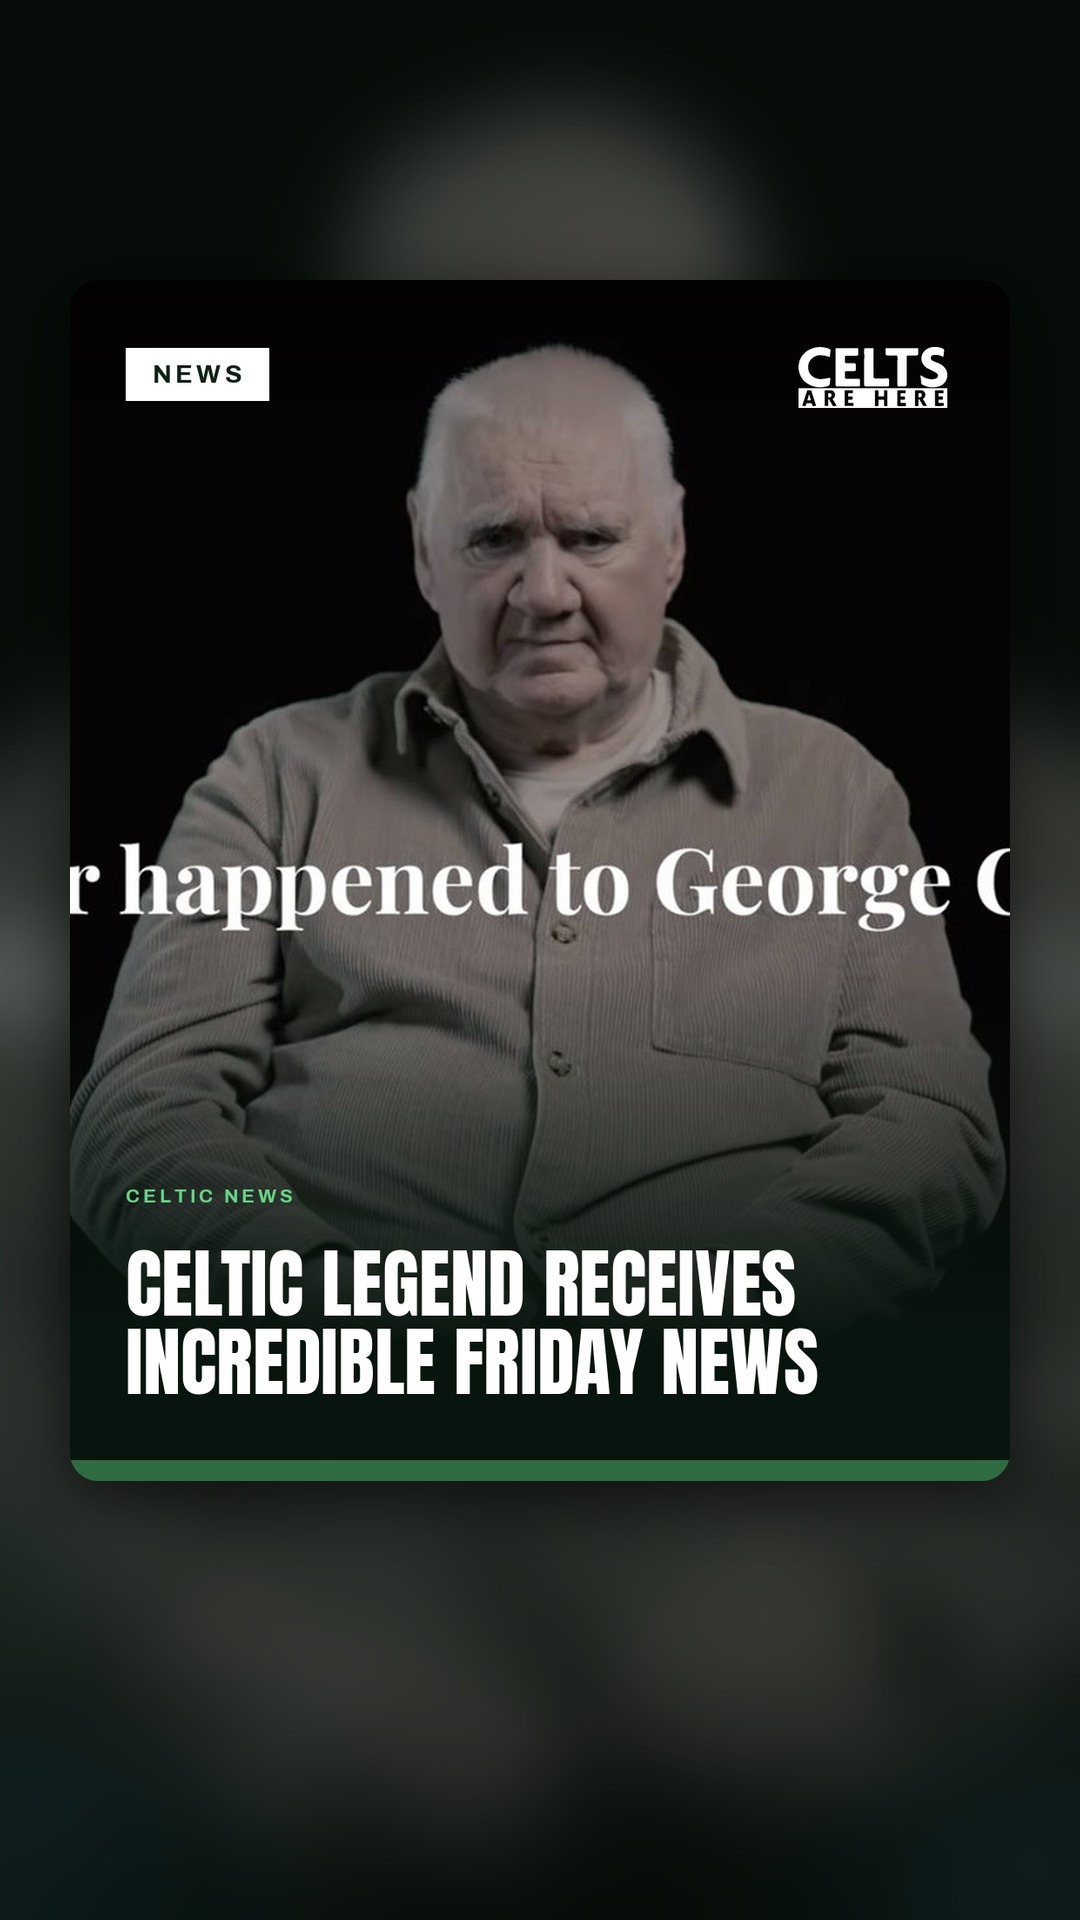 NEWS
CELTS
ARE HERE
r happened to George C
CELTIC NEWS
CELTIC LEGEND RECEIVES
INCREDIBLE FRIDAY NEWS